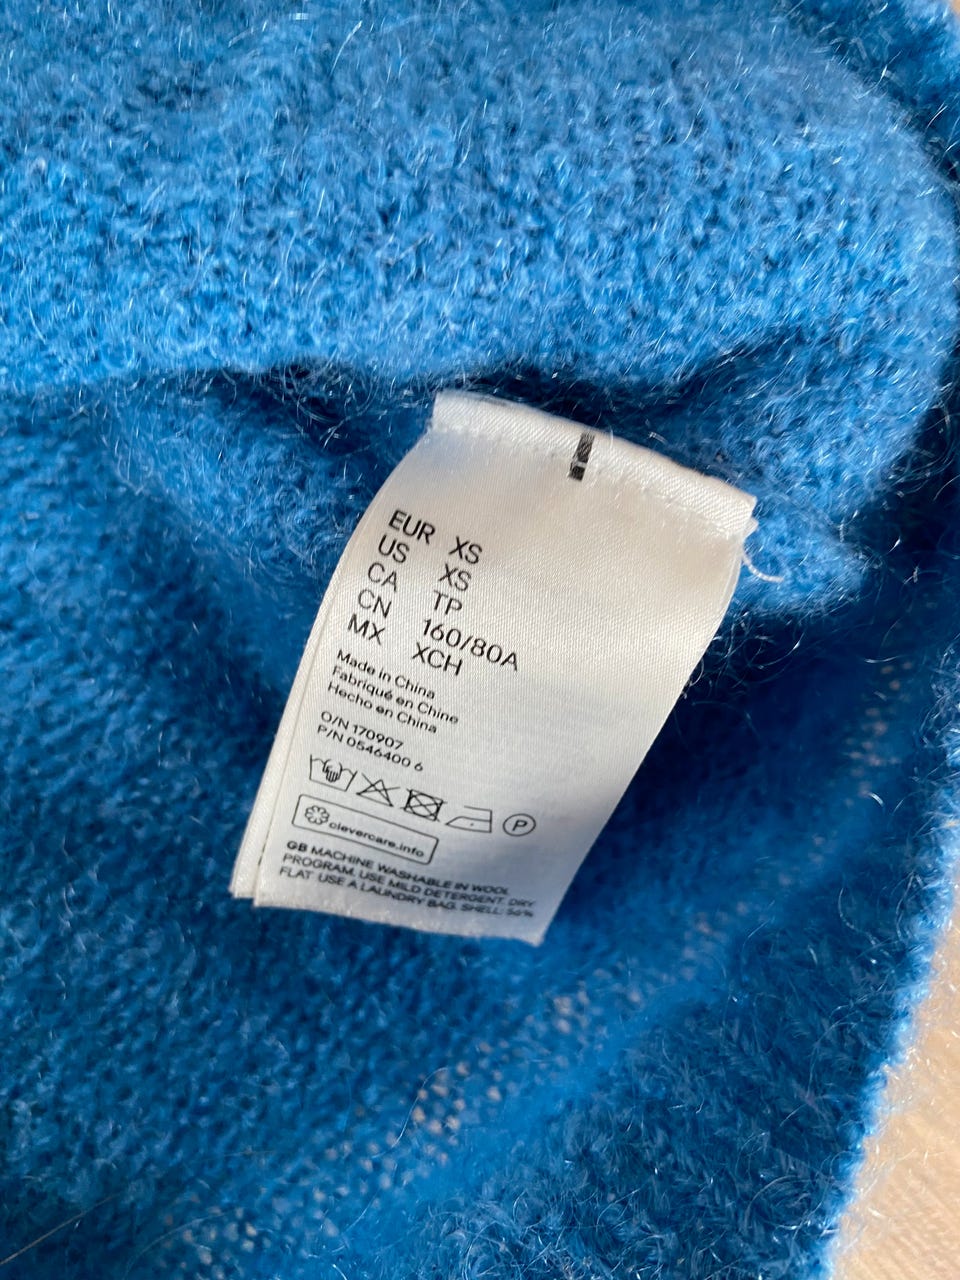 EUR XS
US XS
CA TP
CN 160/80A
MX XCH
Made in China
Fabriqué en Chine
Hecho en China
O/N 170907
P/N 0546400 6
P
clevercare.info
GB MACHINE WASHABLE IN WOOL
PROGRAM. USE MILD DETERGENT. DRY
FLAT USE A LAUNDRY BAG. SHELL: 56%